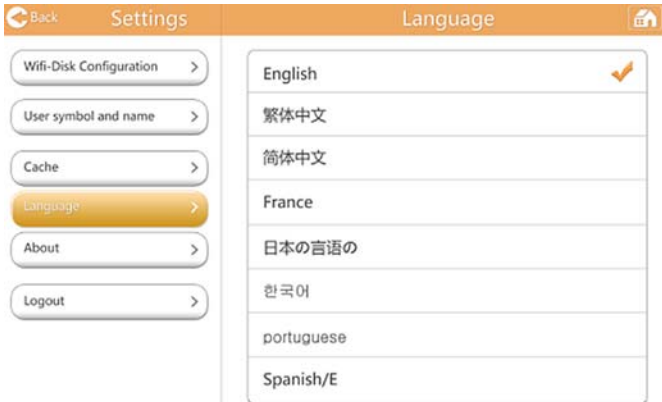 Back
Settings
Language
Wifi-Disk Configuration
User symbol and name
Cache
Language
About
Logout
English
繁体中文
简体中文
France
日本の言语の
한국어
portuguese
Spanish/E